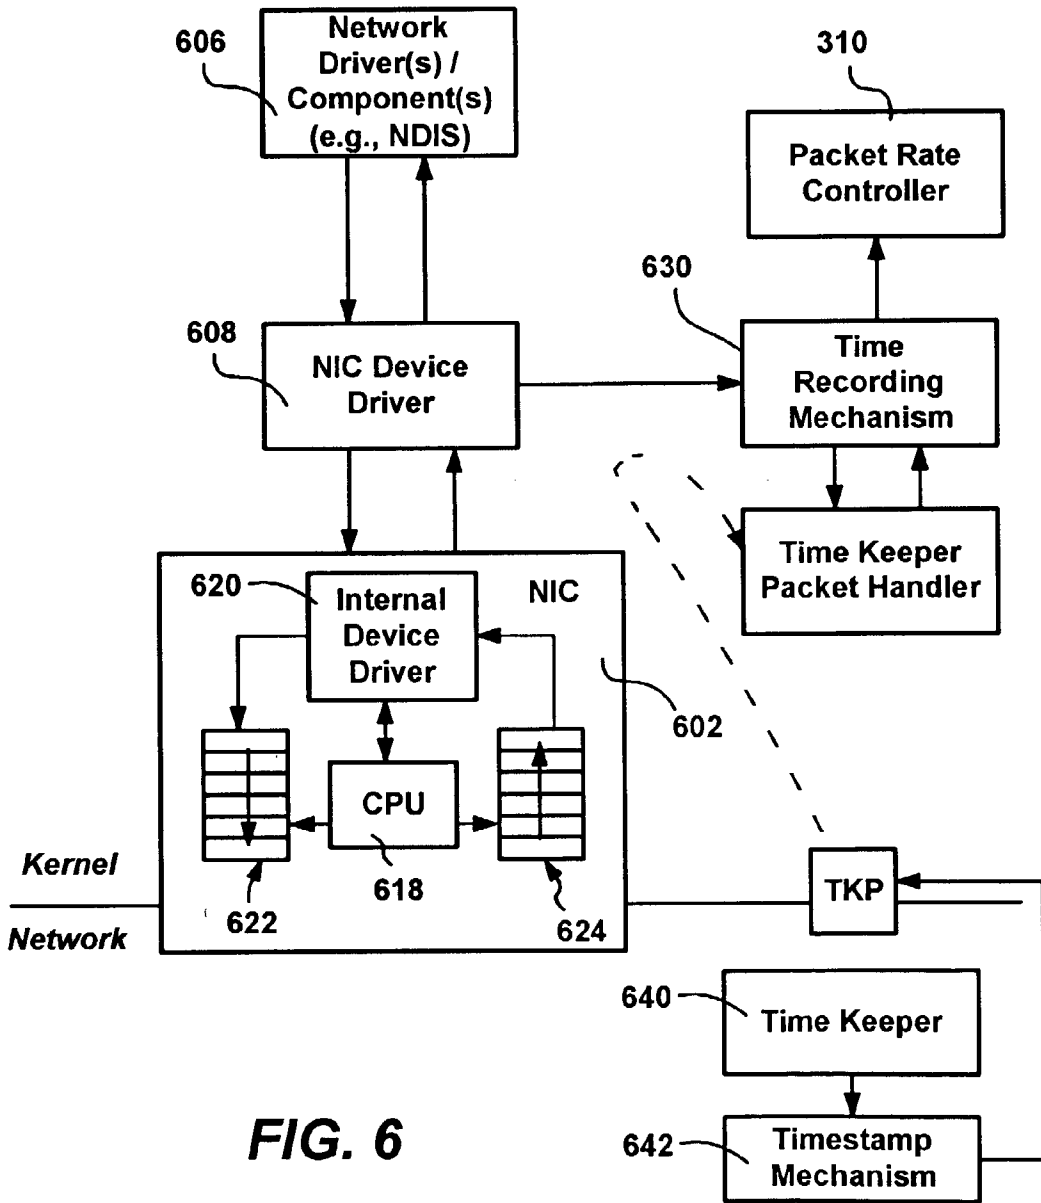 606
Network
Driver(s) /
Component(s)
(e.g., NDIS)
310
Packet Rate
Controller
630
Time
Recording
Mechanism
608
NIC Device
Driver
Time Keeper
Packet Handler
620
Internal
Device
Driver
NIC
602
CPU
618
622
624
Kernel
Network
TKP
640
Time Keeper
642
Timestamp
Mechanism
FIG. 6